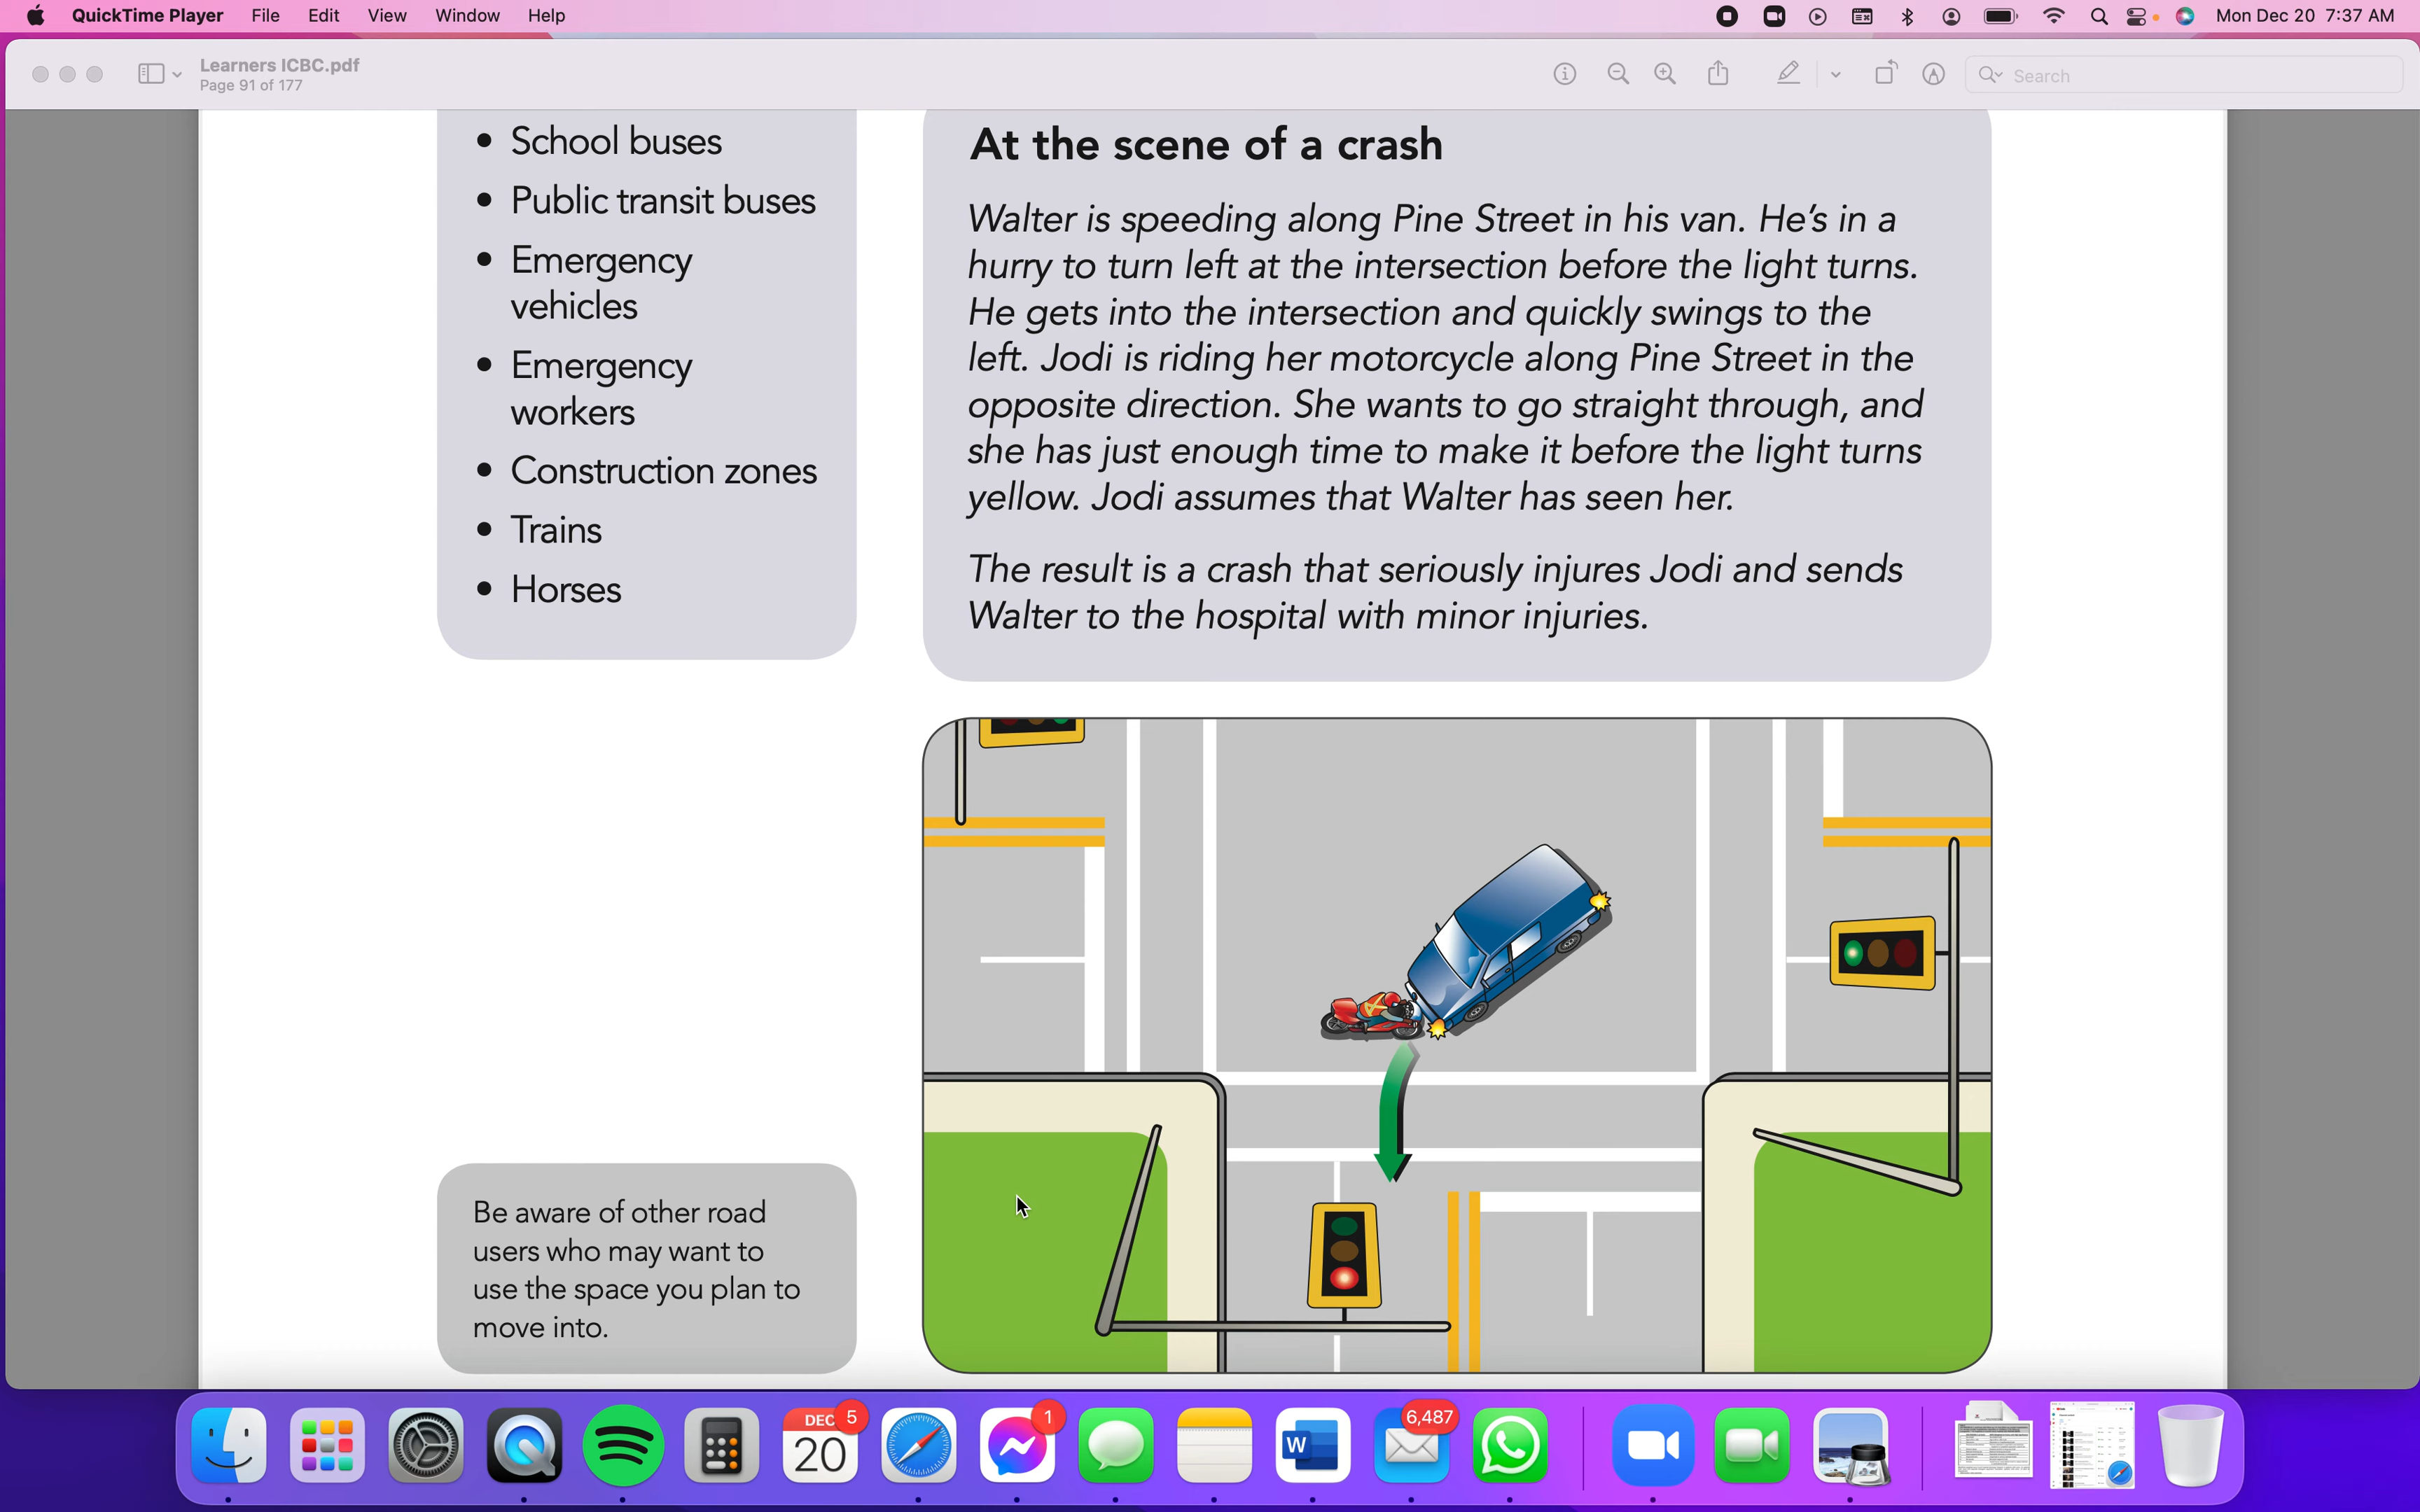 QuickTime Player File Edit View Window Help Mon Dec 20 7:37 AM
Learners ICBC.pdf
Page 91 of 177
Search
• School buses
• Public transit buses
• Emergency
vehicles
• Emergency
workers
• Construction zones
• Trains
• Horses
At the scene of a crash
Walter is speeding along Pine Street in his van. He’s in a
hurry to turn left at the intersection before the light turns.
He gets into the intersection and quickly swings to the
left. Jodi is riding her motorcycle along Pine Street in the
opposite direction. She wants to go straight through, and
she has just enough time to make it before the light turns
yellow. Jodi assumes that Walter has seen her.
The result is a crash that seriously injures Jodi and sends
Walter to the hospital with minor injuries.
Be aware of other road
users who may want to
use the space you plan to
move into.
DEC 5 1 6,487
20 W